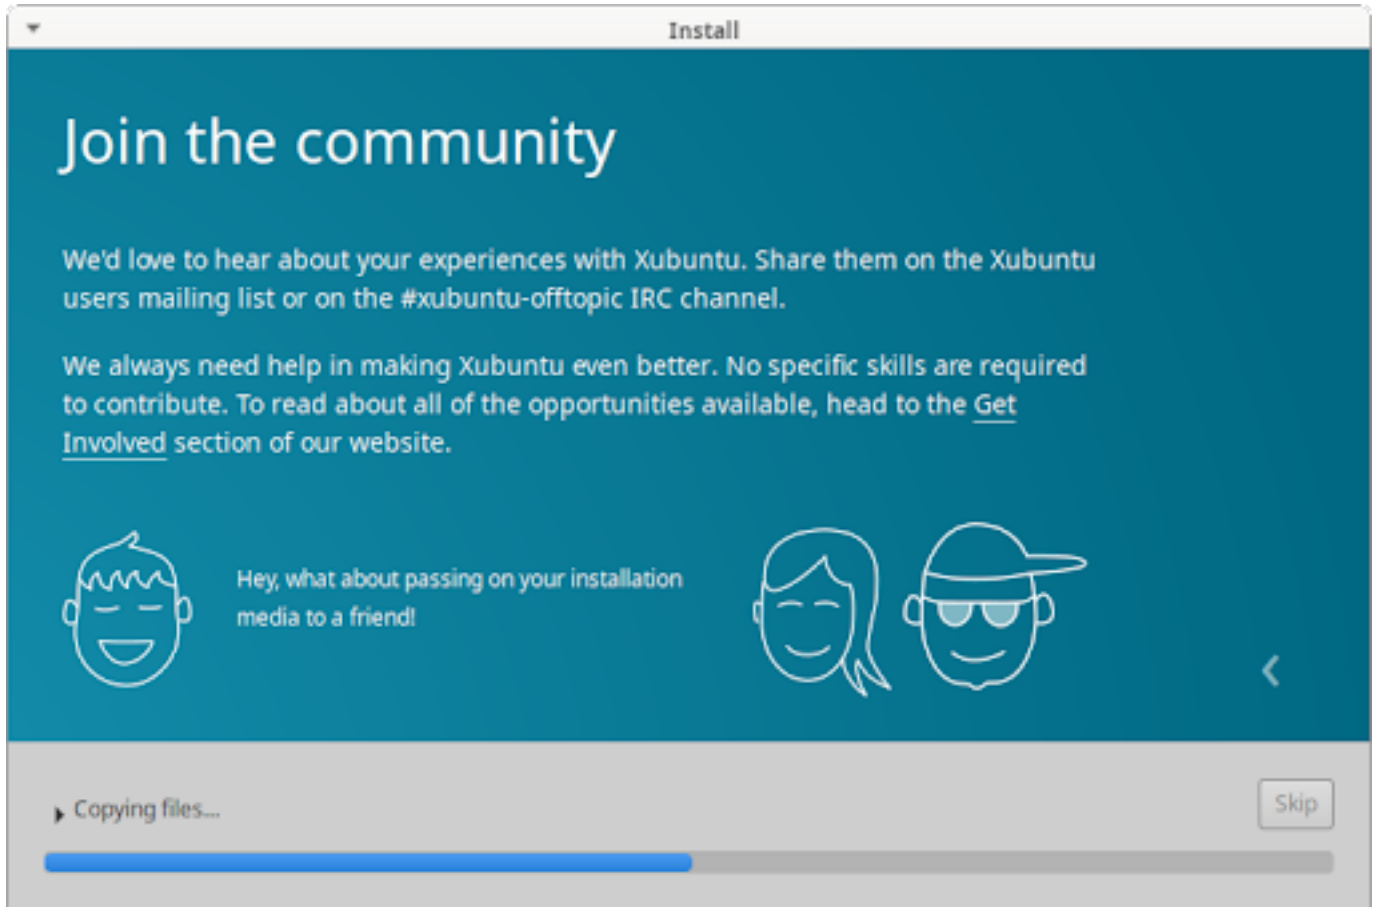 Install
Join the community
We'd love to hear about your experiences with Xubuntu. Share them on the Xubuntu
users mailing list or on the #xubuntu-offtopic IRC channel.
We always need help in making Xubuntu even better. No specific skills are required
to contribute. To read about all of the opportunities available, head to the Get
Involved section of our website.
Hey, what about passing on your installation
media to a friend!
Copying files...
Skip